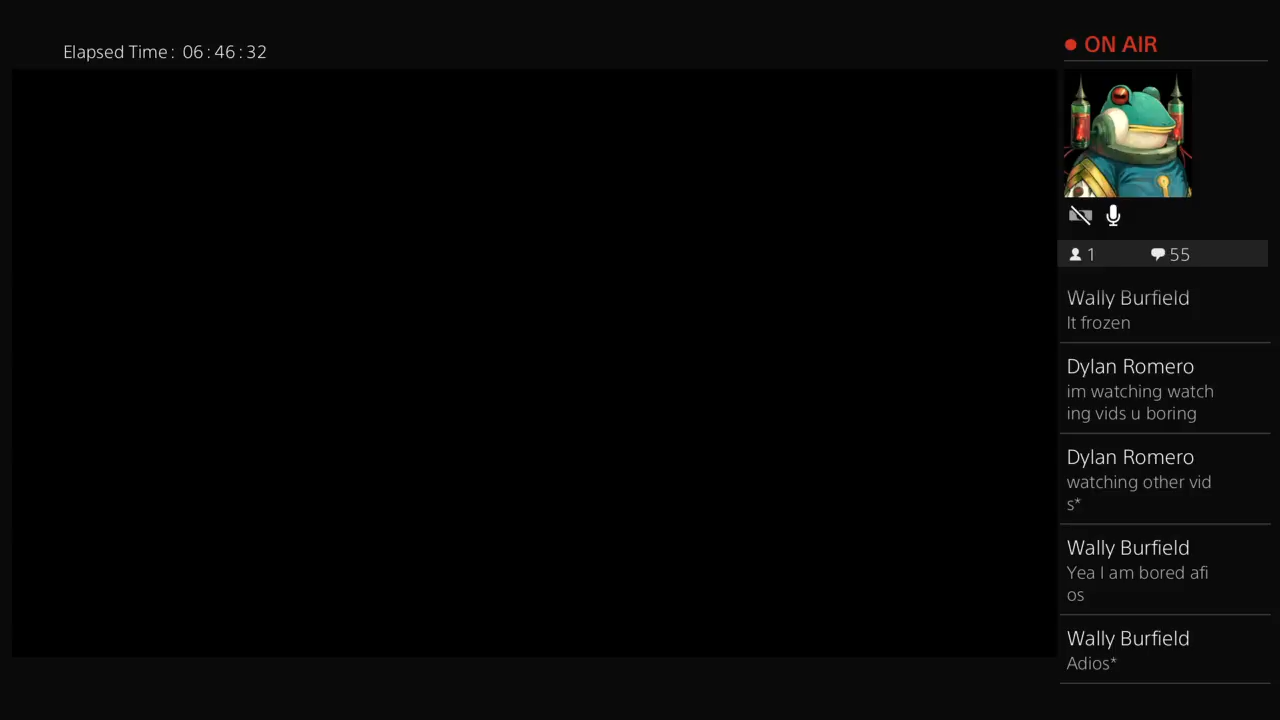 Elapsed Time: 06:46:32
ON AIR
1 55
Wally Burfield
It frozen
Dylan Romero
im watching watch
ing vids u boring
Dylan Romero
watching other vid
s*
Wally Burfield
Yea I am bored afi
os
Wally Burfield
Adios*